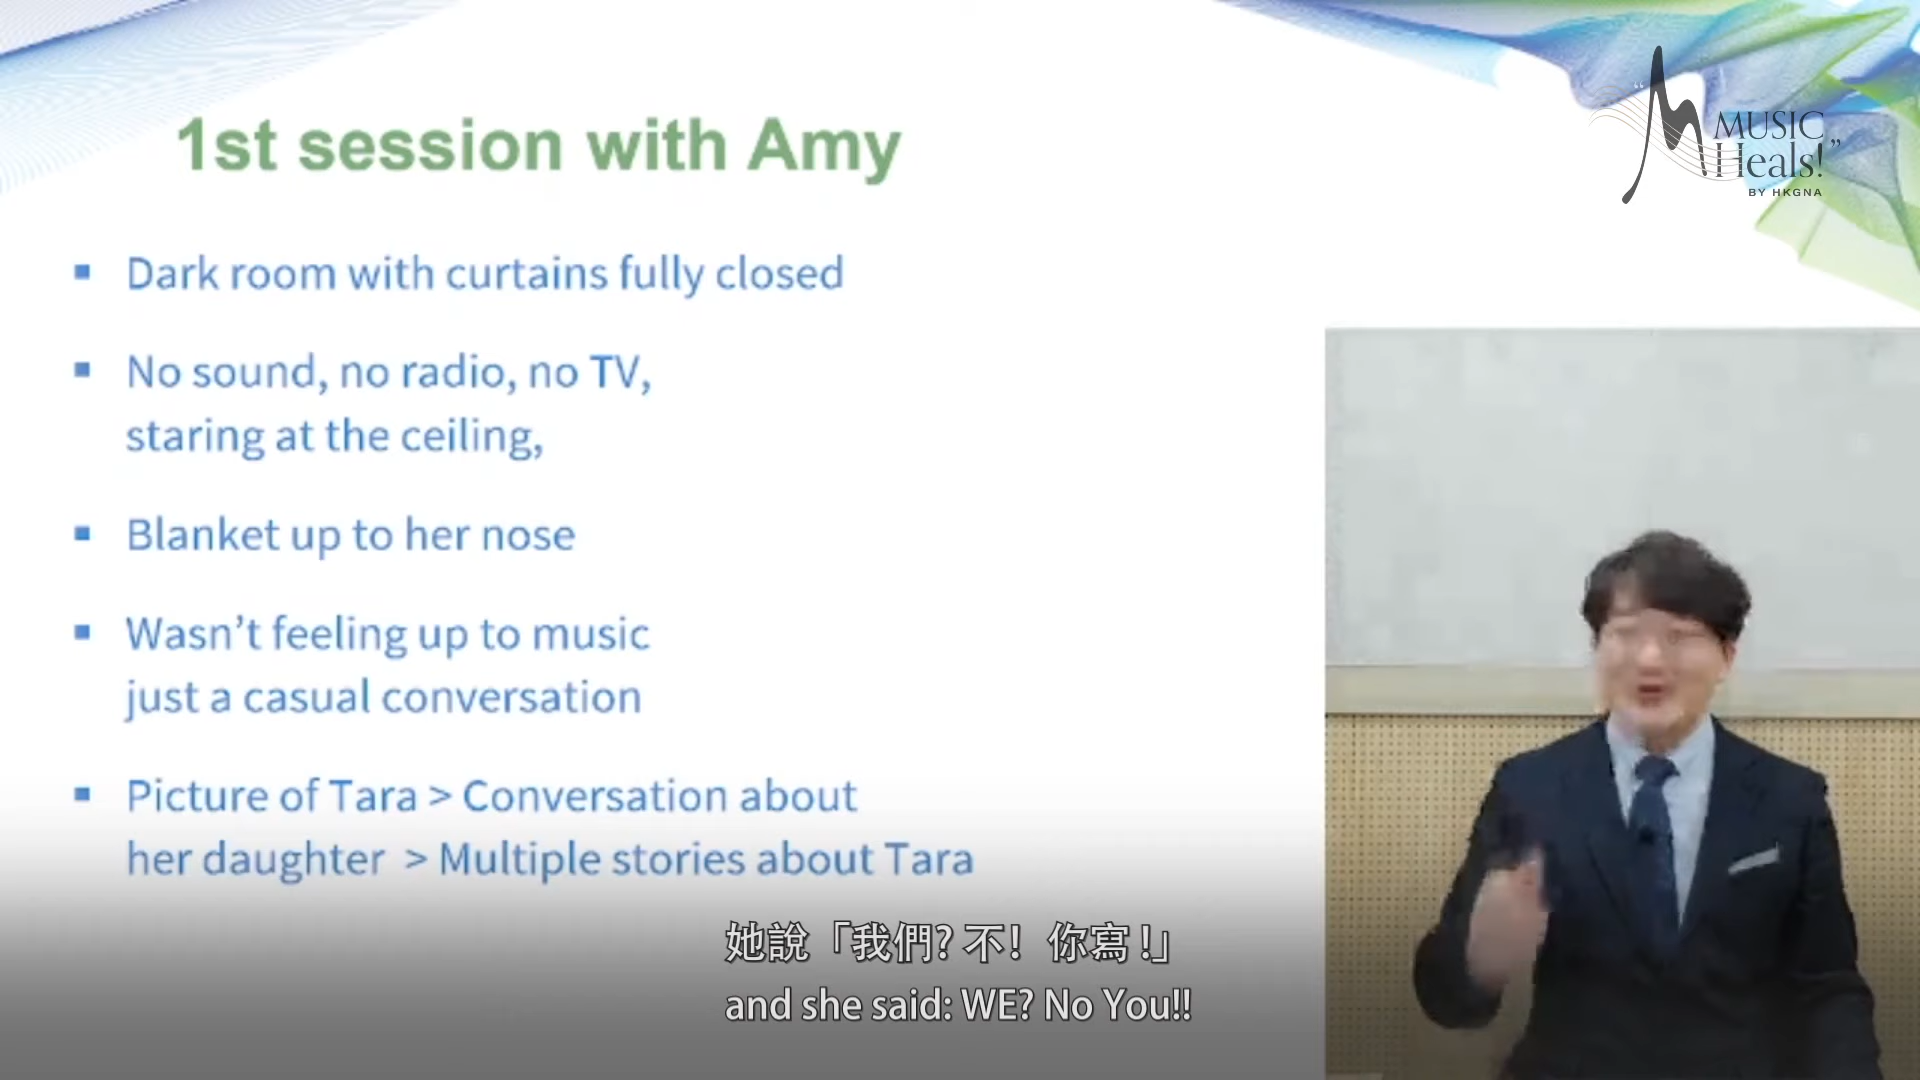 1st session with Amy
"MUSIC
Heals!"
BY HKGNA
▪ Dark room with curtains fully closed
▪ No sound, no radio, no TV,
staring at the ceiling,
▪ Blanket up to her nose
▪ Wasn't feeling up to music
just a casual conversation
▪ Picture of Tara > Conversation about
her daughter > Multiple stories about Tara
她說「我們? 不! 你寫!」
and she said: WE? No You!!